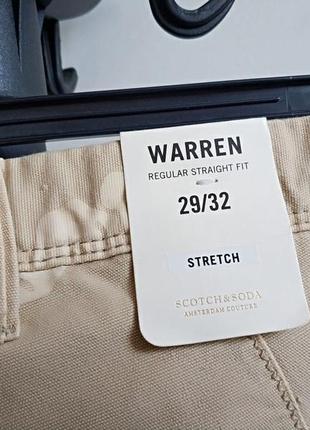 WARREN
REGULAR STRAIGHT FIT
29/32
STRETCH
SCOTCH&SODA
AMSTERDAM COUTURE